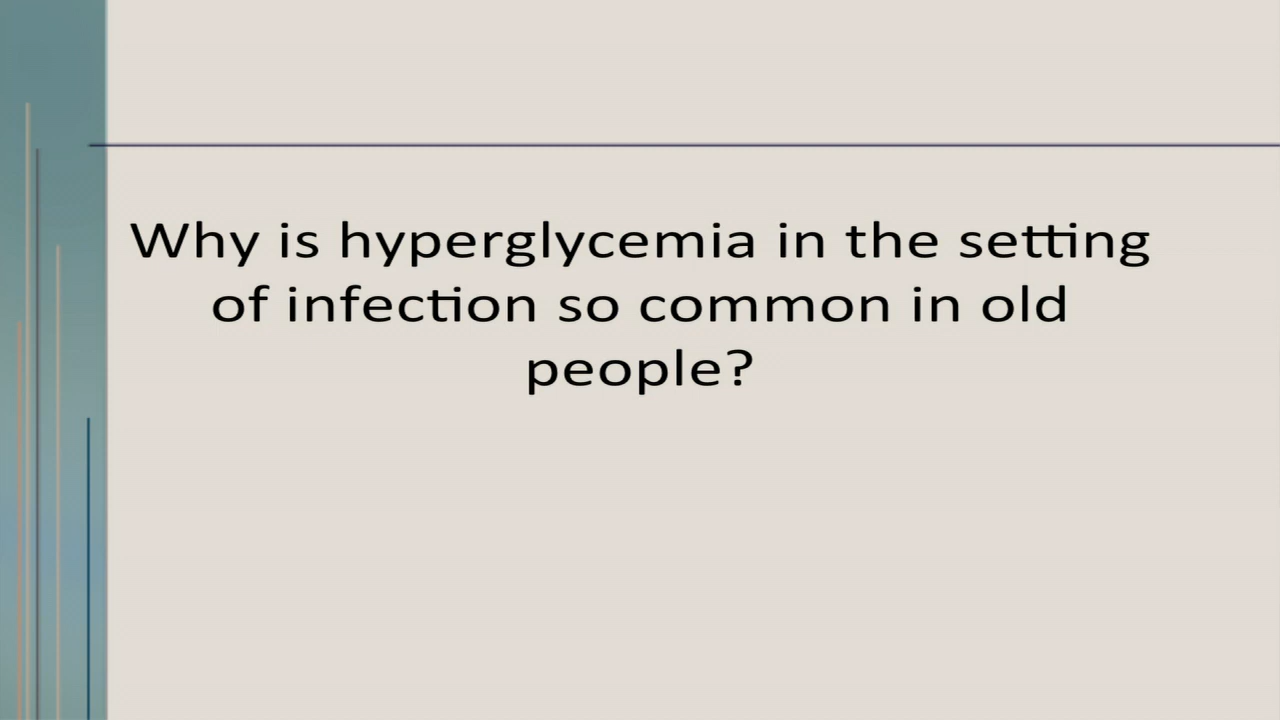 Why is hyperglycemia in the setting
of infection so common in old
people?